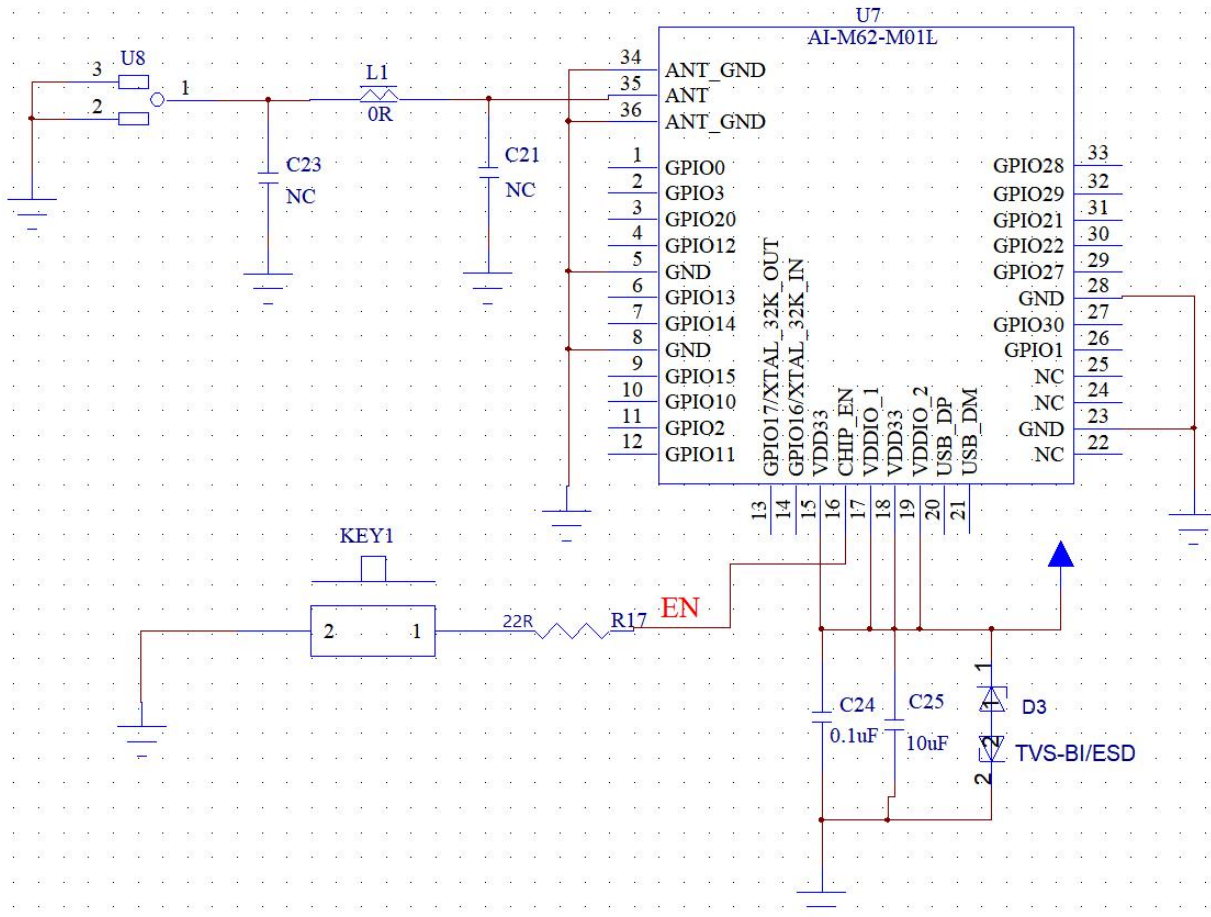 U7
AI-M62-M01L
U8
3
2
1
L1
0R
C23
NC
C21
NC
34
ANT_GND
35
ANT
36
ANT_GND
1
GPIO0
2
GPIO3
3
GPIO20
4
GPIO12
5
GND
6
GPIO13
7
GPIO14
8
GND
9
GPIO15
10
GPIO10
11
GPIO2
12
GPIO11
GPIO28
33
GPIO29
32
GPIO21
31
GPIO22
30
GPIO27
29
GND
28
GPIO30
27
GPIO1
26
NC
25
NC
24
GND
23
NC
22
GPIO17/XTAL_32K_OUT
13
GPIO16/XTAL_32K_IN
14
VDD33
15
CHIP_EN
16
VDDIO_1
17
VDD33
18
VDDIO_2
19
USB_DP
20
USB_DM
21
KEY1
2
1
22R
R17
EN
C24
0.1uF
C25
10uF
1
1
D3
2
2
TVS-BI/ESD